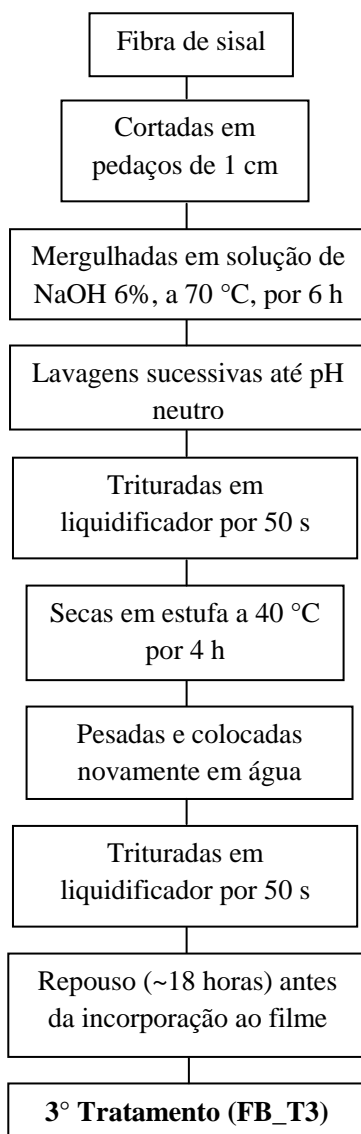 Fibra de sisal
Cortadas em
pedaços de 1 cm
Mergulhadas em solução de
NaOH 6%, a 70 °C, por 6 h
Lavagens sucessivas até pH
neutro
Trituradas em
liquidificador por 50 s
Secas em estufa a 40 °C
por 4 h
Pesadas e colocadas
novamente em água
Trituradas em
liquidificador por 50 s
Repouso (~18 horas) antes
da incorporação ao filme
3° Tratamento (FB_T3)